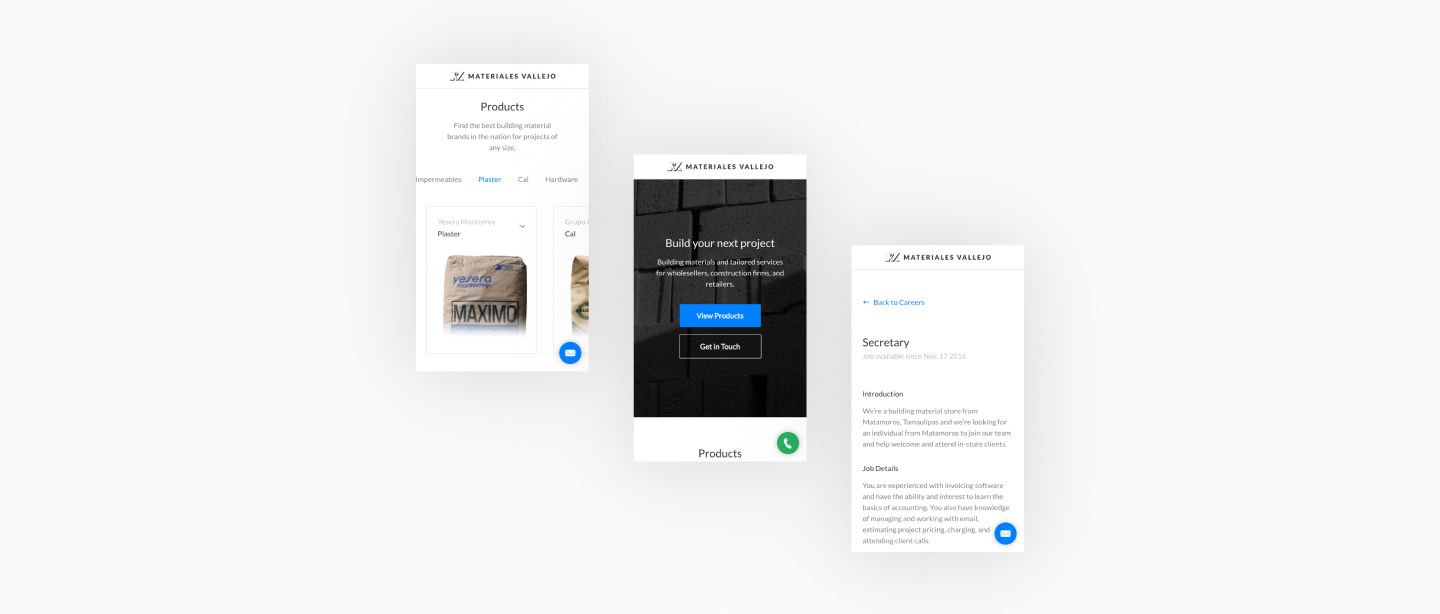 MATERIALES VALLEJO
Products
Find the best building material
brands in the nation for projects of
any size.
Impermeables Plaster Cal Hardware
Yesera Monterrey
Plaster
yesera
monterrey
MAXIMO
Grupo
Cal
MATERIALES VALLEJO
Build your next project
Building materials and tailored services
for wholesellers, construction firms, and
retailers.
View Products
Get in Touch
Products
MATERIALES VALLEJO
← Back to Careers
Secretary
Job available since Nov. 17 2016
Introduction
We're a building material store from
Matamoros, Tamaulipas and we're looking for
an individual from Matamoros to join our team
and help welcome and attend in-store clients.
Job Details
You are experienced with invoicing software
and have the ability and interest to learn the
basics of accounting. You also have knowledge
of managing and working with email,
estimating project pricing, charging, and
attending client calls.